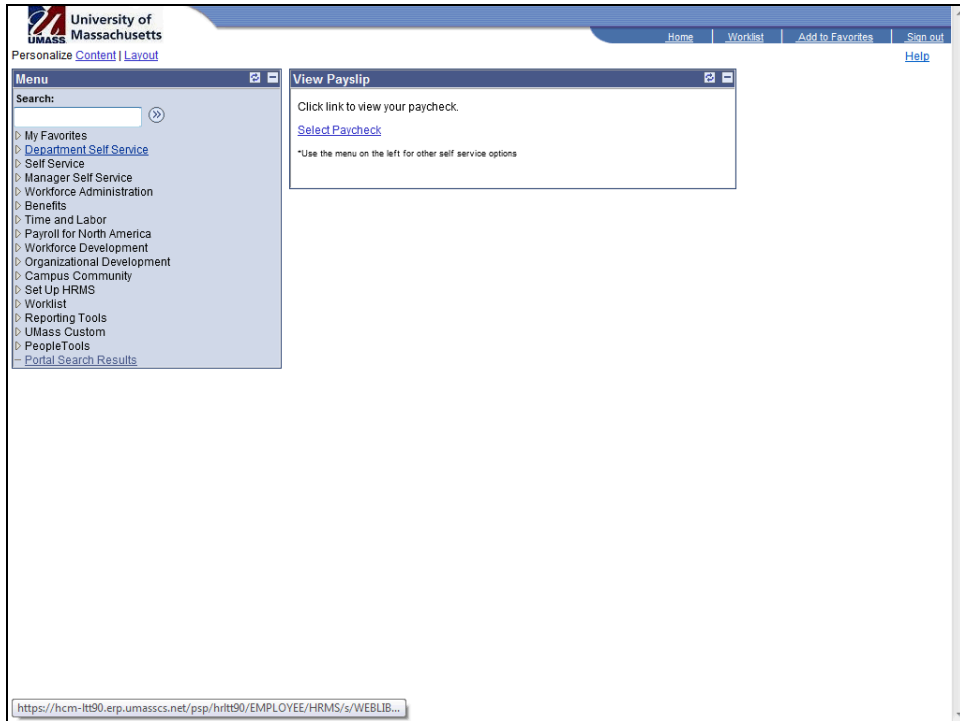 University of
Massachusetts
UMASS
Home Worklist Add to Favorites Sign out
Personalize Content | Layout
Help
Menu
Search:
My Favorites
Department Self Service
Self Service
Manager Self Service
Workforce Administration
Benefits
Time and Labor
Payroll for North America
Workforce Development
Organizational Development
Campus Community
Set Up HRMS
Worklist
Reporting Tools
UMass Custom
PeopleTools
Portal Search Results
View Payslip
Click link to view your paycheck.
Select Paycheck
*Use the menu on the left for other self service options
https://hcm-ltt90.erp.umasscs.net/psp/hrltt90/EMPLOYEE/HRMS/s/WEBLIB...